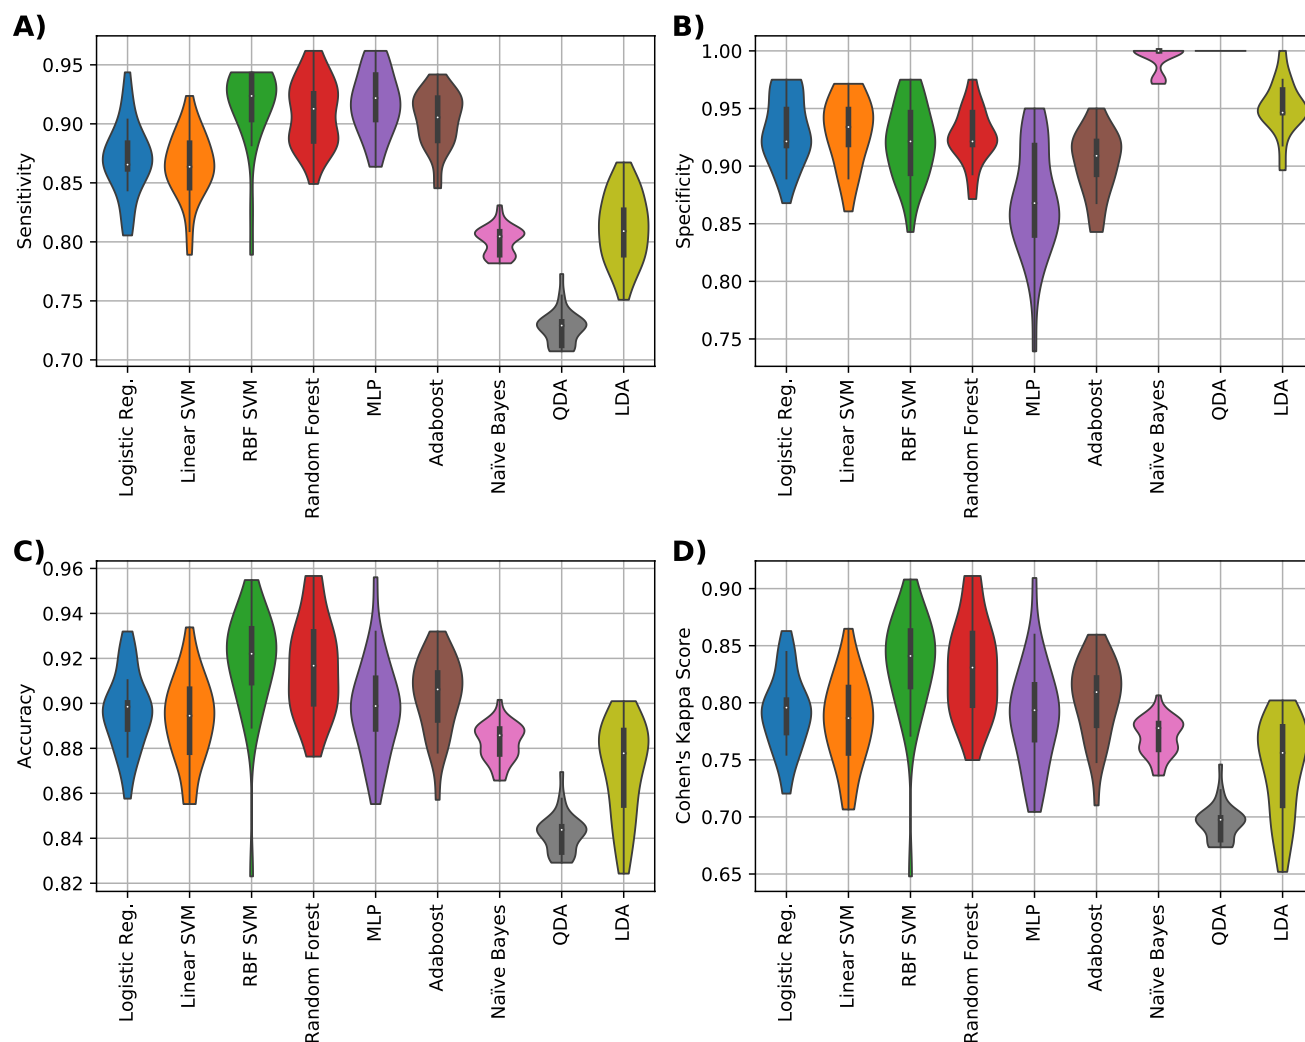 A)
Sensitivity
0.95
0.90
0.85
0.80
0.75
0.70
Logistic Reg.
Linear SVM
RBF SVM
Random Forest
MLP
Adaboost
Naïve Bayes
QDA
LDA
B)
Specificity
1.00
0.95
0.90
0.85
0.80
0.75
Logistic Reg.
Linear SVM
RBF SVM
Random Forest
MLP
Adaboost
Naïve Bayes
QDA
LDA
C)
Accuracy
0.96
0.94
0.92
0.90
0.88
0.86
0.84
0.82
Logistic Reg.
Linear SVM
RBF SVM
Random Forest
MLP
Adaboost
Naïve Bayes
QDA
LDA
D)
Cohen's Kappa Score
0.90
0.85
0.80
0.75
0.70
0.65
Logistic Reg.
Linear SVM
RBF SVM
Random Forest
MLP
Adaboost
Naïve Bayes
QDA
LDA